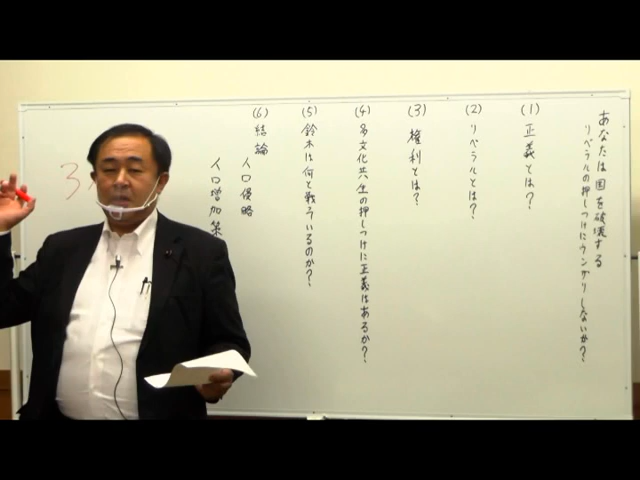 あなたは国を破壊する
リベラルの押しつけにウンザリしないか?
(1) 正義とは?
(2) リベラルとは?
(3) 権利とは?
(4) 多文化共生の押しつけに正義はあるか?
(5) 鈴木は何と戦っているのか?
(6) 結論
人口侵略
人口増加策
3